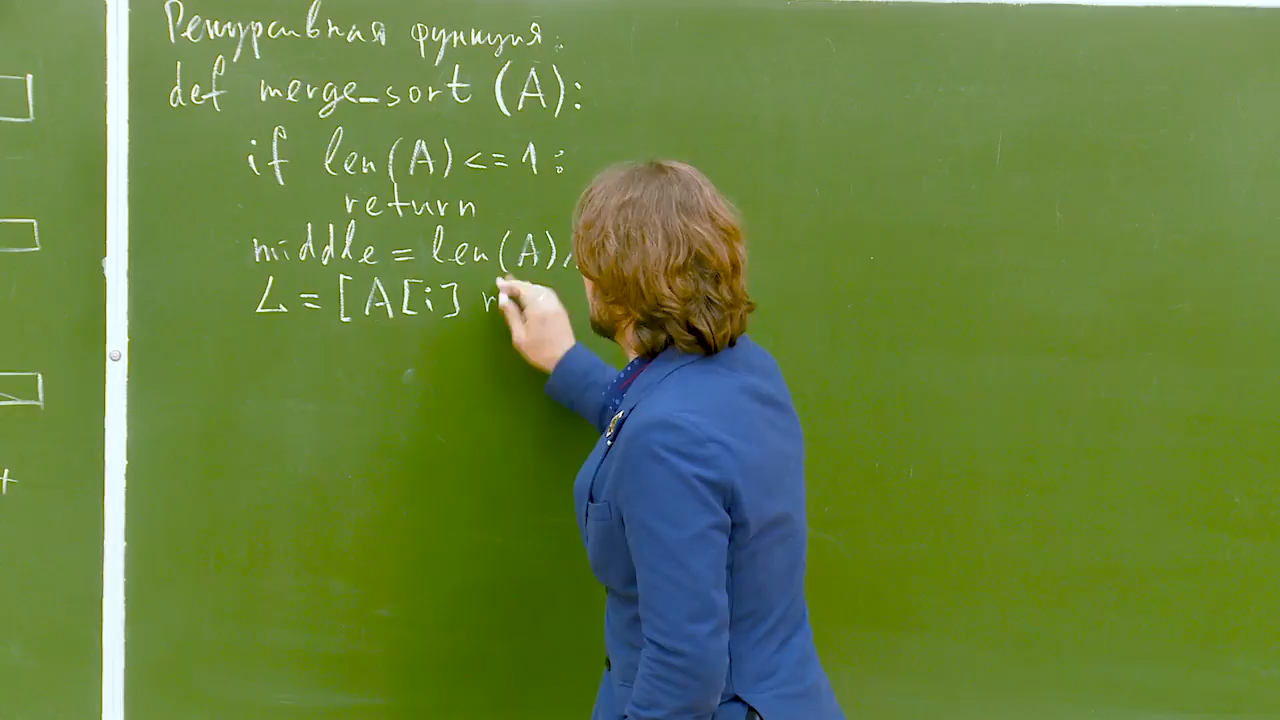 Рекурсивная функция:
def merge_sort (A):
if len(A) <= 1:
return
middle = len(A)/
L = [A[i]
+